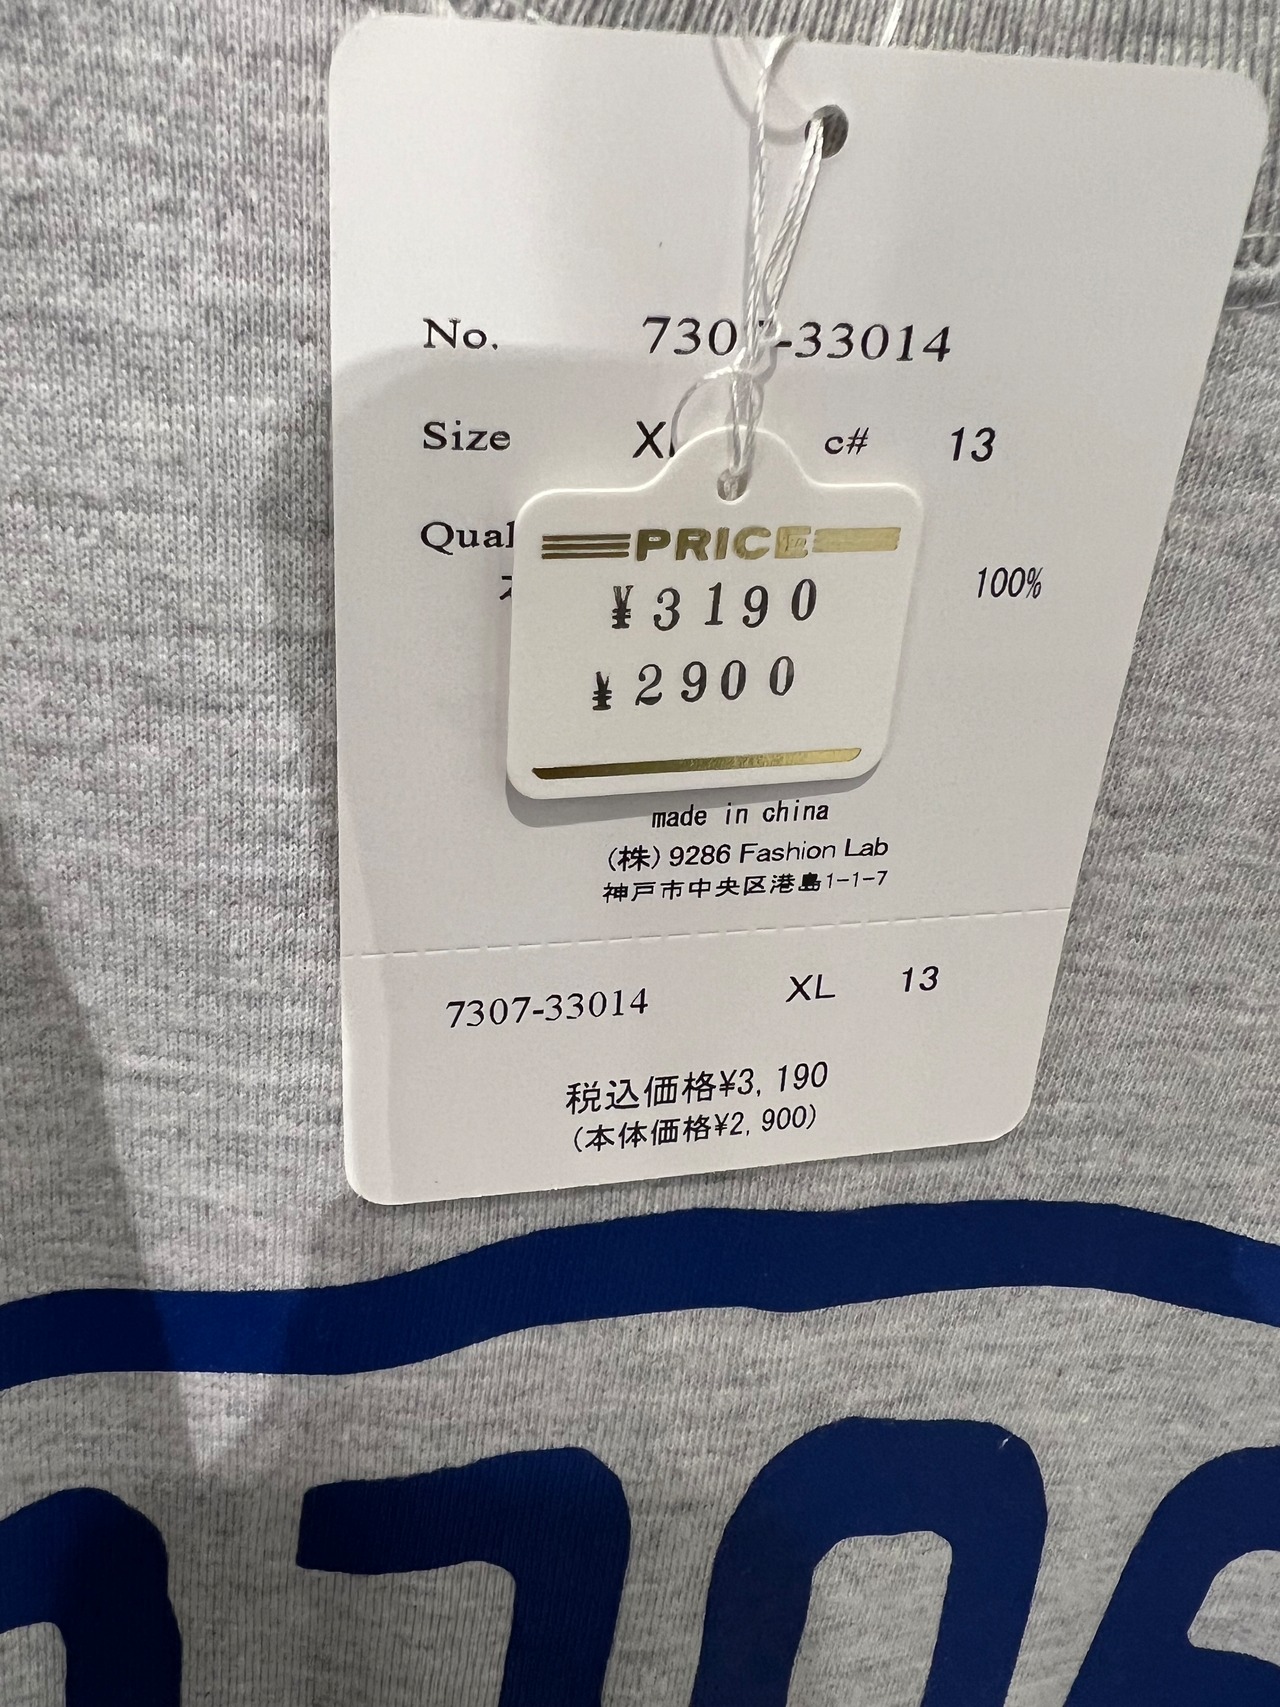 No. 7307-33014
Size XL c# 13
100%
PRICE
¥3190
¥2900
made in china
(株) 9286 Fashion Lab
神戸市中央区港島1-1-7
7307-33014 XL 13
税込価格¥3,190
(本体価格¥2,900)